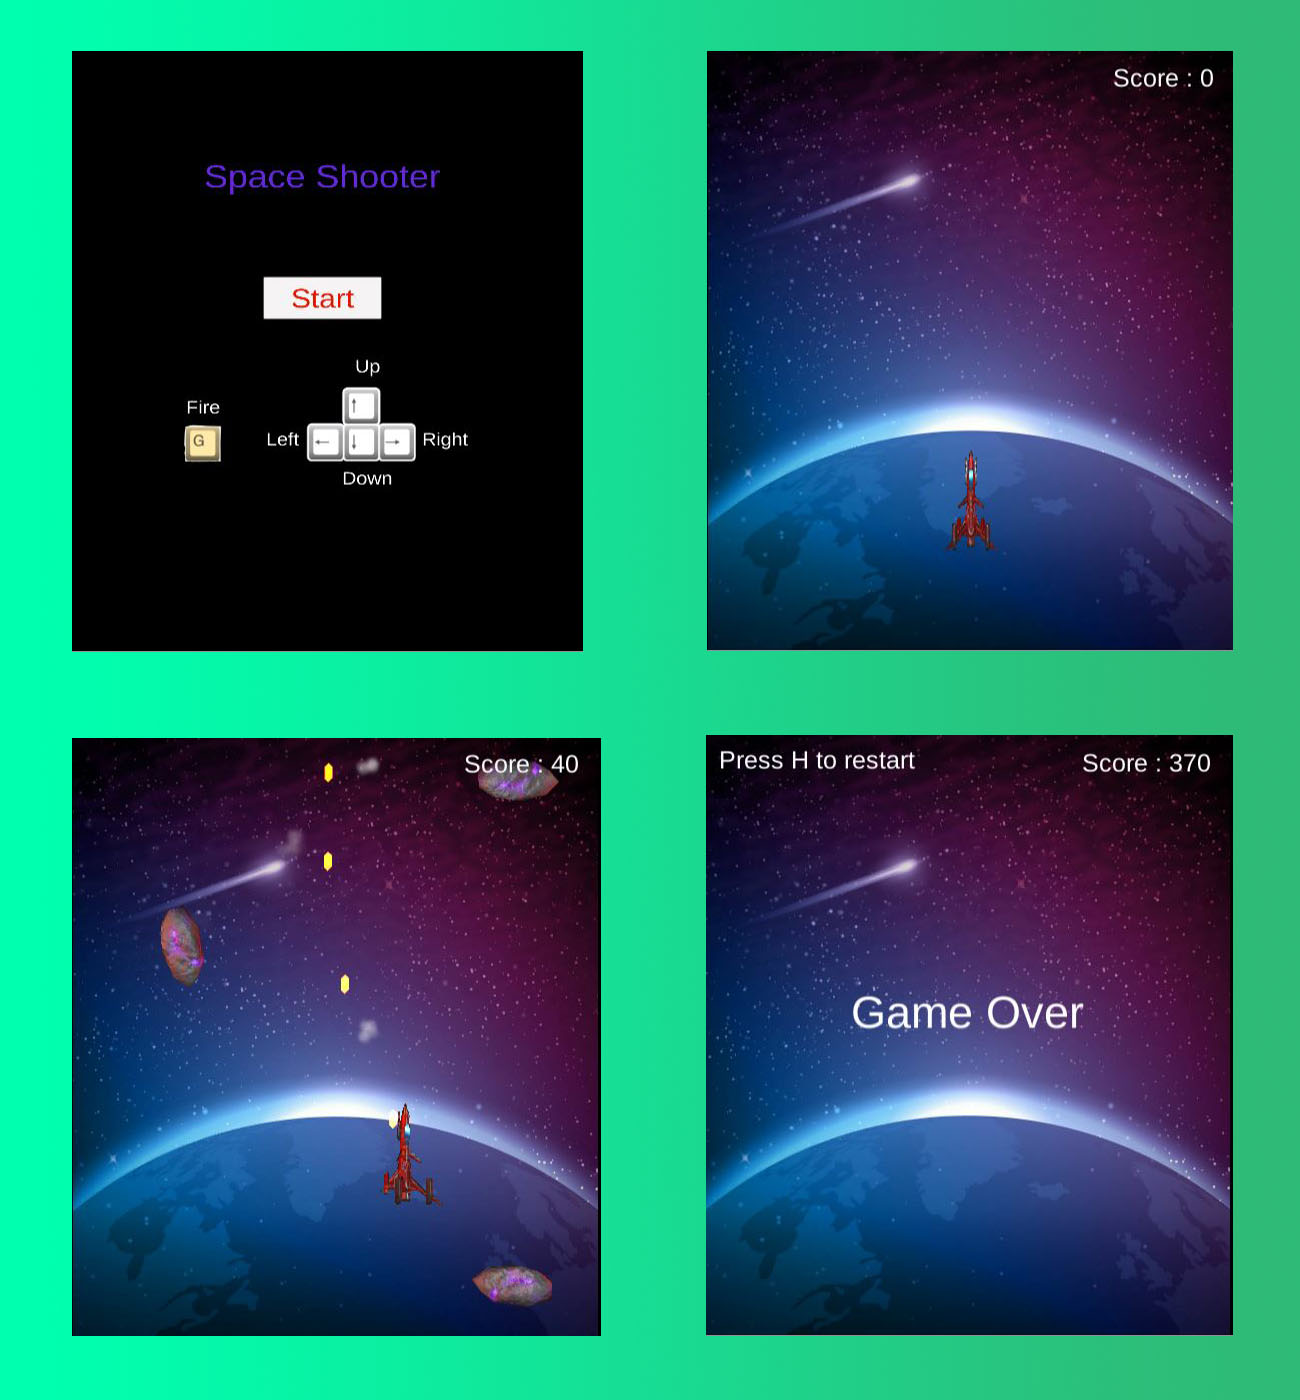 Space Shooter
Start
Up
Fire
G
Left
Right
Down
Score : 0
Score : 40
Press H to restart
Score : 370
Game Over